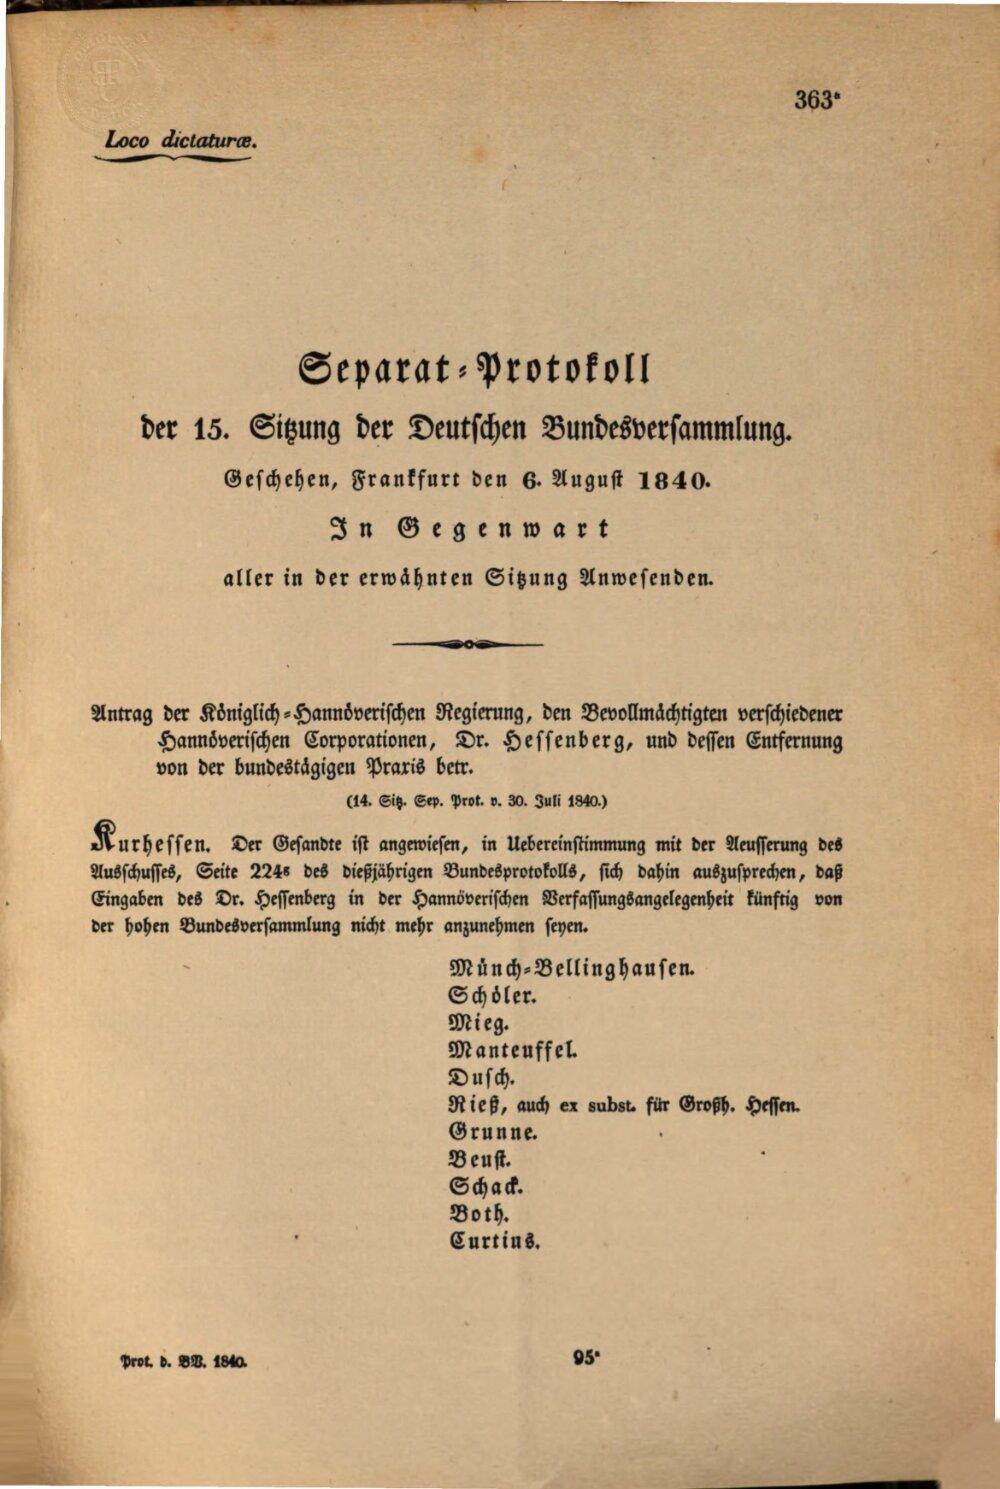 363ᵃ
Loco dictaturæ.
Separat-Protokoll
der 15. Sitzung der Deutschen Bundesversammlung.
Geschehen, Frankfurt den 6. August 1840.
In Gegenwart
aller in der erwähnten Sitzung Anwesenden.
Antrag der Königlich-Hannöverischen Regierung, den Bevollmächtigten verschiedener
Hannöverischen Corporationen, Dr. Hessenberg, und dessen Entfernung
von der bundestägigen Praxis betr.
(14. Sitz. Sep. Prot. v. 30. Juli 1840.)
Kurhessen. Der Gesandte ist angewiesen, in Uebereinstimmung mit der Aeusserung des
Ausschusses, Seite 224ᵍ des dießjährigen Bundesprotokolls, sich dahin auszusprechen, daß
Eingaben des Dr. Hessenberg in der Hannöverischen Verfassungsangelegenheit künftig von
der hohen Bundesversammlung nicht mehr anzunehmen seyen.
Münch-Bellinghausen.
Schöler.
Mieg.
Manteuffel.
Dusch.
Rieß, auch ex subst. für Großh. Hessen.
Grunne.
Beust.
Schack.
Both.
Curtius.
Prot. d. BV. 1840.
95*